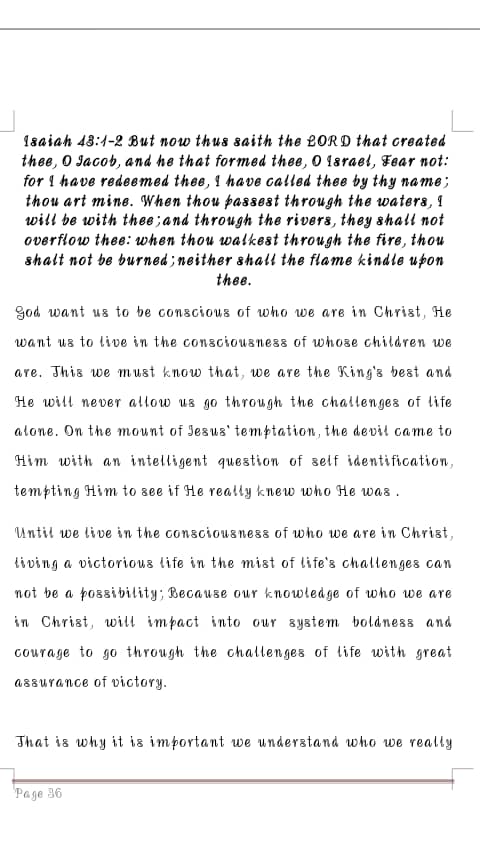 Isaiah 43:1-2 But now thus saith the LORD that created
thee, O Jacob, and he that formed thee, O Israel, Fear not:
for I have redeemed thee, I have called thee by thy name;
thou art mine. When thou passest through the waters, I
will be with thee;and through the rivers, they shall not
overflow thee: when thou walkest through the fire, thou
shalt not be burned;neither shall the flame kindle upon
thee.
God want us to be conscious of who we are in Christ, He
want us to live in the consciousness of whose children we
are. This we must know that, we are the King's best and
He will never allow us go through the challenges of life
alone. On the mount of Jesus' temptation, the devil came to
Him with an intelligent question of self identification,
tempting Him to see if He really knew who He was .
Until we live in the consciousness of who we are in Christ,
living a victorious life in the mist of life's challenges can
not be a possibility; Because our knowledge of who we are
in Christ, will impact into our system boldness and
courage to go through the challenges of life with great
assurance of victory.
That is why it is important we understand who we really
Page 36